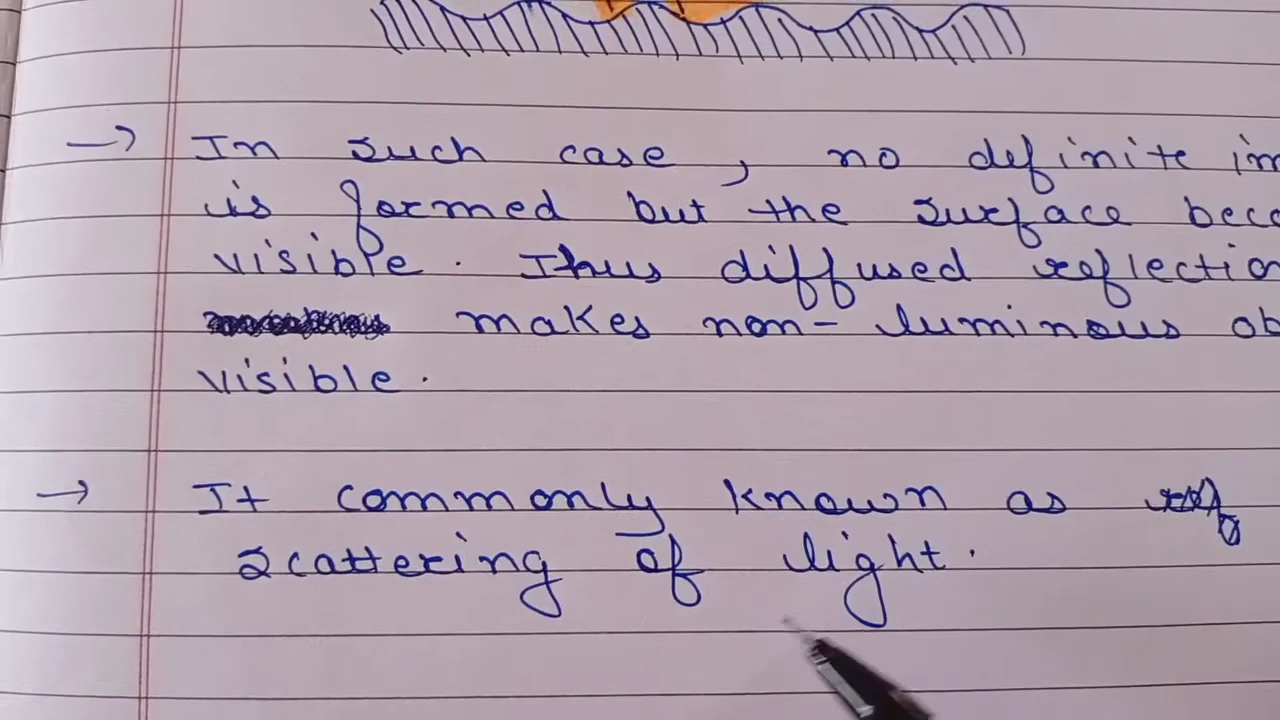 → In such case, no definite im
is formed but the surface beco
visible. Thus diffused reflection
makes non-luminous ob
visible.
→ It commonly known as
scattering of light.